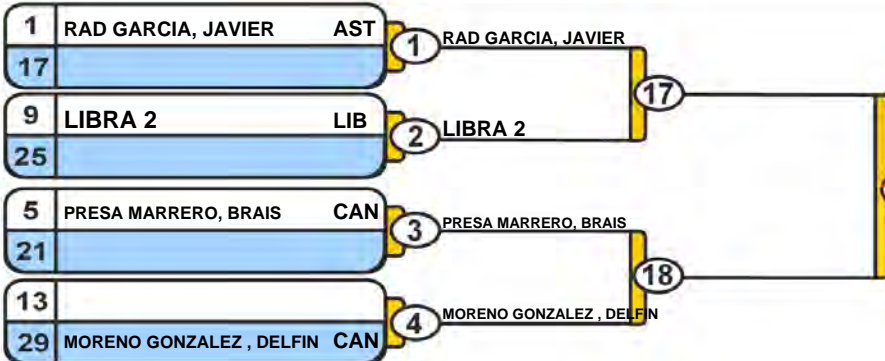 1 RAD GARCIA, JAVIER AST
17
1 RAD GARCIA, JAVIER
17
9 LIBRA 2 LIB
25
2 LIBRA 2
5 PRESA MARRERO, BRAIS CAN
21
3 PRESA MARRERO, BRAIS
18
13
29 MORENO GONZALEZ , DELFIN CAN
4 MORENO GONZALEZ , DELFIN